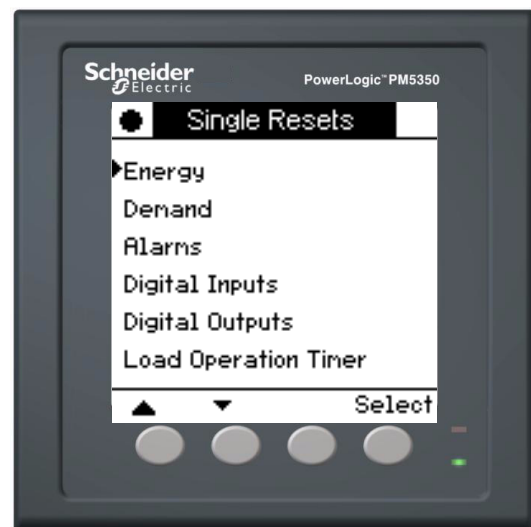 Schneider
Electric
PowerLogic™ PM5350
Single Resets
Energy
Demand
Alarms
Digital Inputs
Digital Outputs
Load Operation Timer
Select